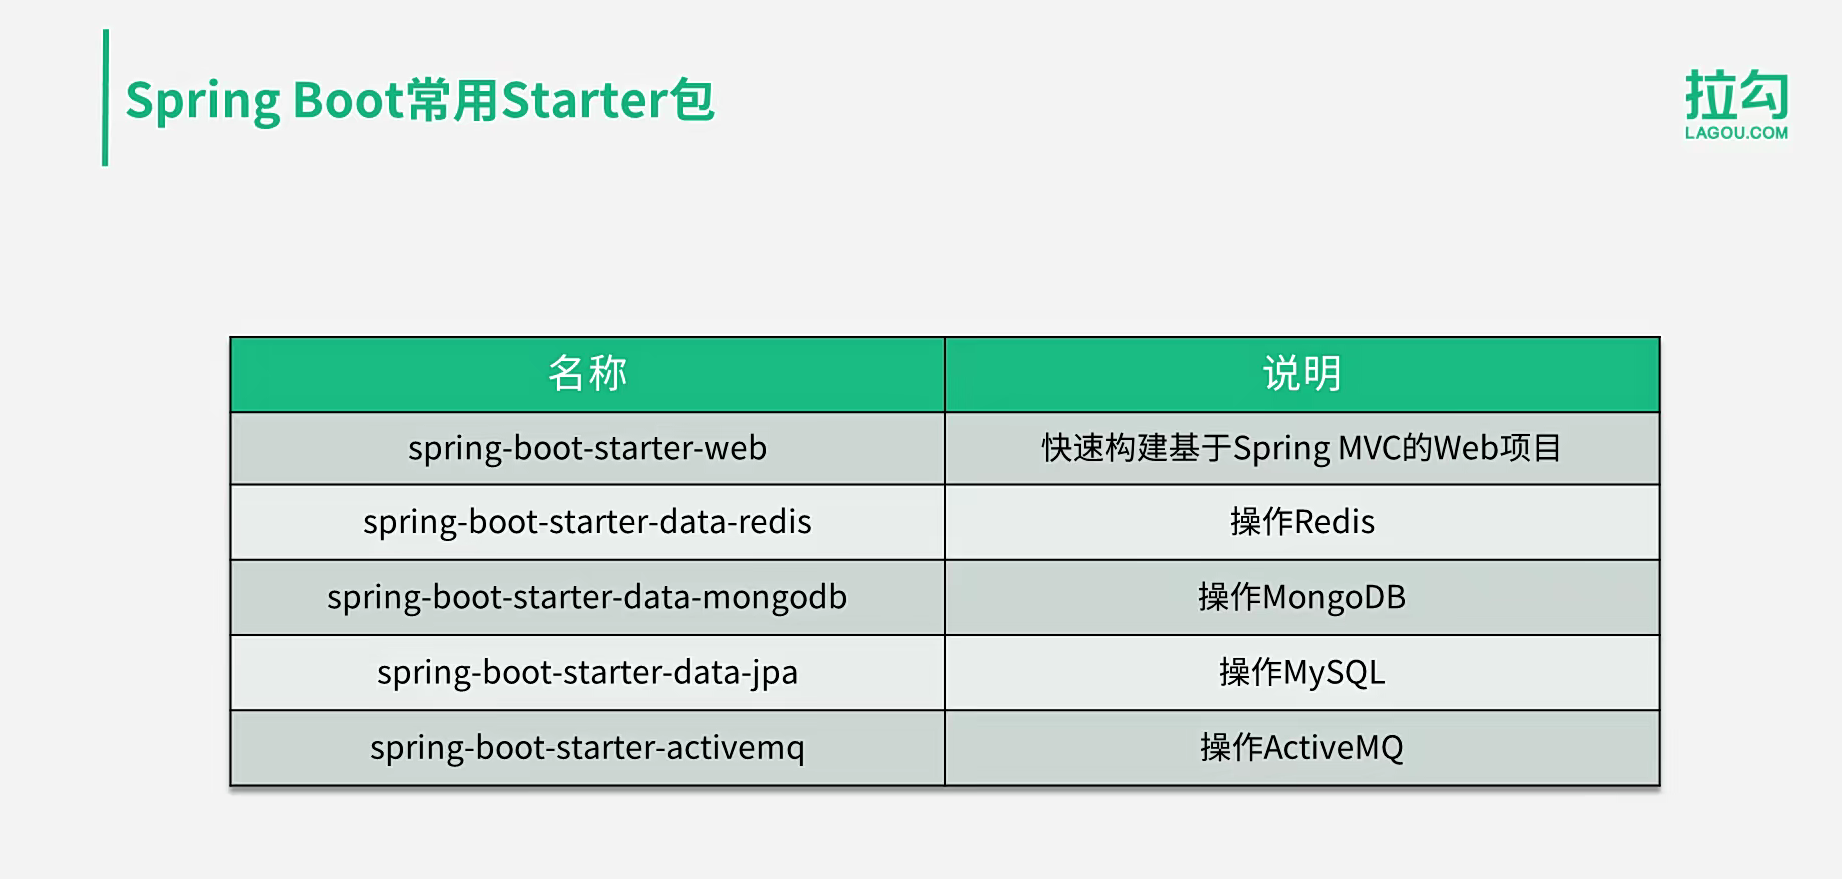 Spring Boot常用Starter包
拉勾
LAGOU.COM
名称 说明
spring-boot-starter-web 快速构建基于Spring MVC的Web项目
spring-boot-starter-data-redis 操作Redis
spring-boot-starter-data-mongodb 操作MongoDB
spring-boot-starter-data-jpa 操作MySQL
spring-boot-starter-activemq 操作ActiveMQ